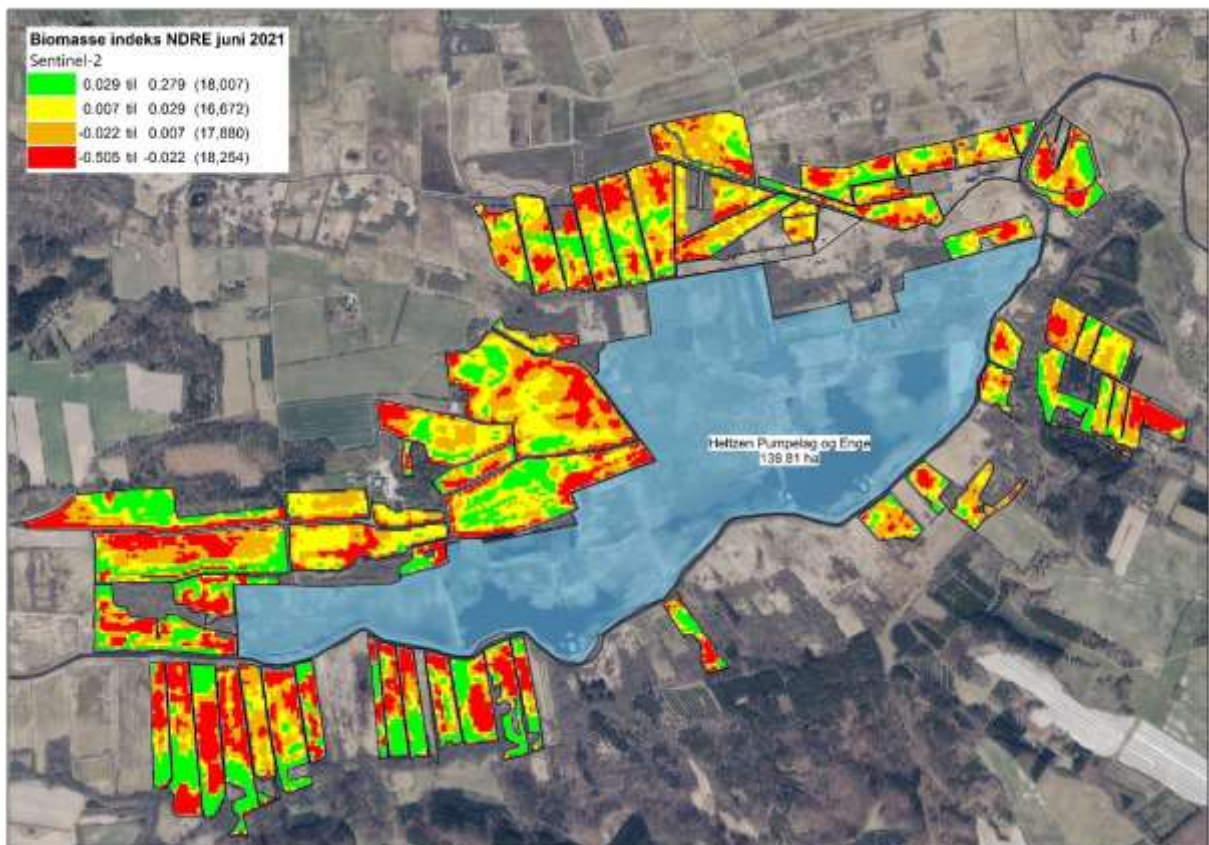 Biomasse indeks NDRE juni 2021
Sentinel-2
0.029 til 0.279 (18,007)
0.007 til 0.029 (16,672)
-0.022 til 0.007 (17,880)
-0.505 til -0.022 (18,254)
Heltzen Pumpelag og Enge
139.81 ha